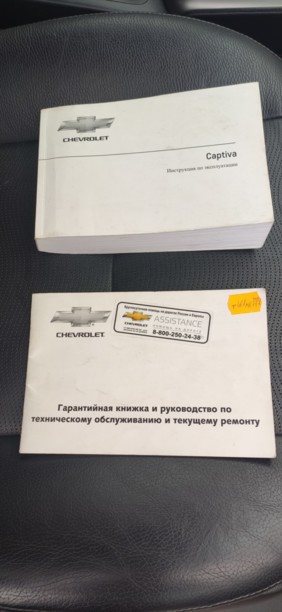 CHEVROLET
Captiva
Инструкция по эксплуатации
CHEVROLET
CHEVROLET
ASSISTANCE
8-800-250-24-38
Гарантийная книжка и руководство по
техническому обслуживанию и текущему ремонту